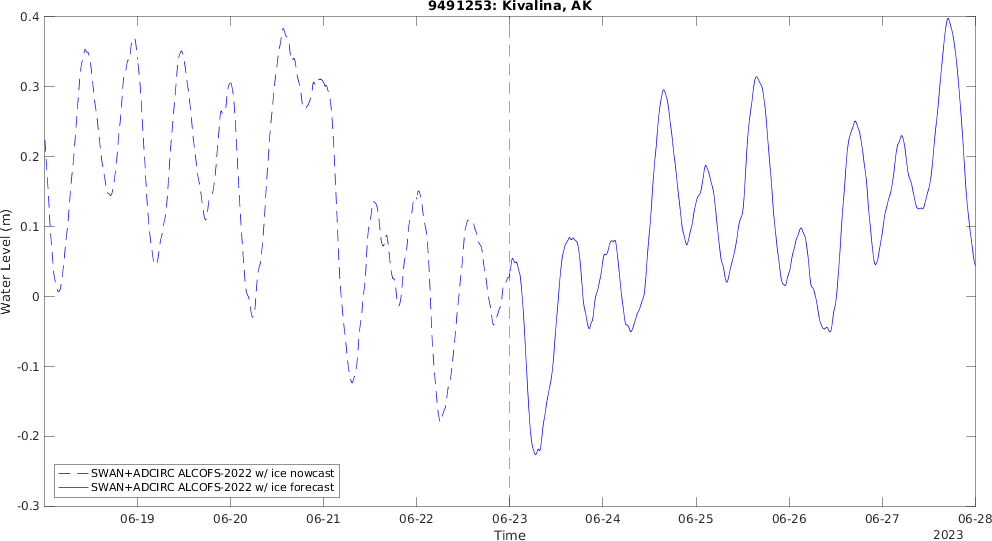 9491253: Kivalina, AK
0.4
0.3
0.2
0.1
0
-0.1
-0.2
-0.3
Water Level (m)
SWAN+ADCIRC ALCOFS-2022 w/ ice nowcast
SWAN+ADCIRC ALCOFS-2022 w/ ice forecast
06-19 06-20 06-21 06-22 06-23 06-24 06-25 06-26 06-27 06-28
Time
2023